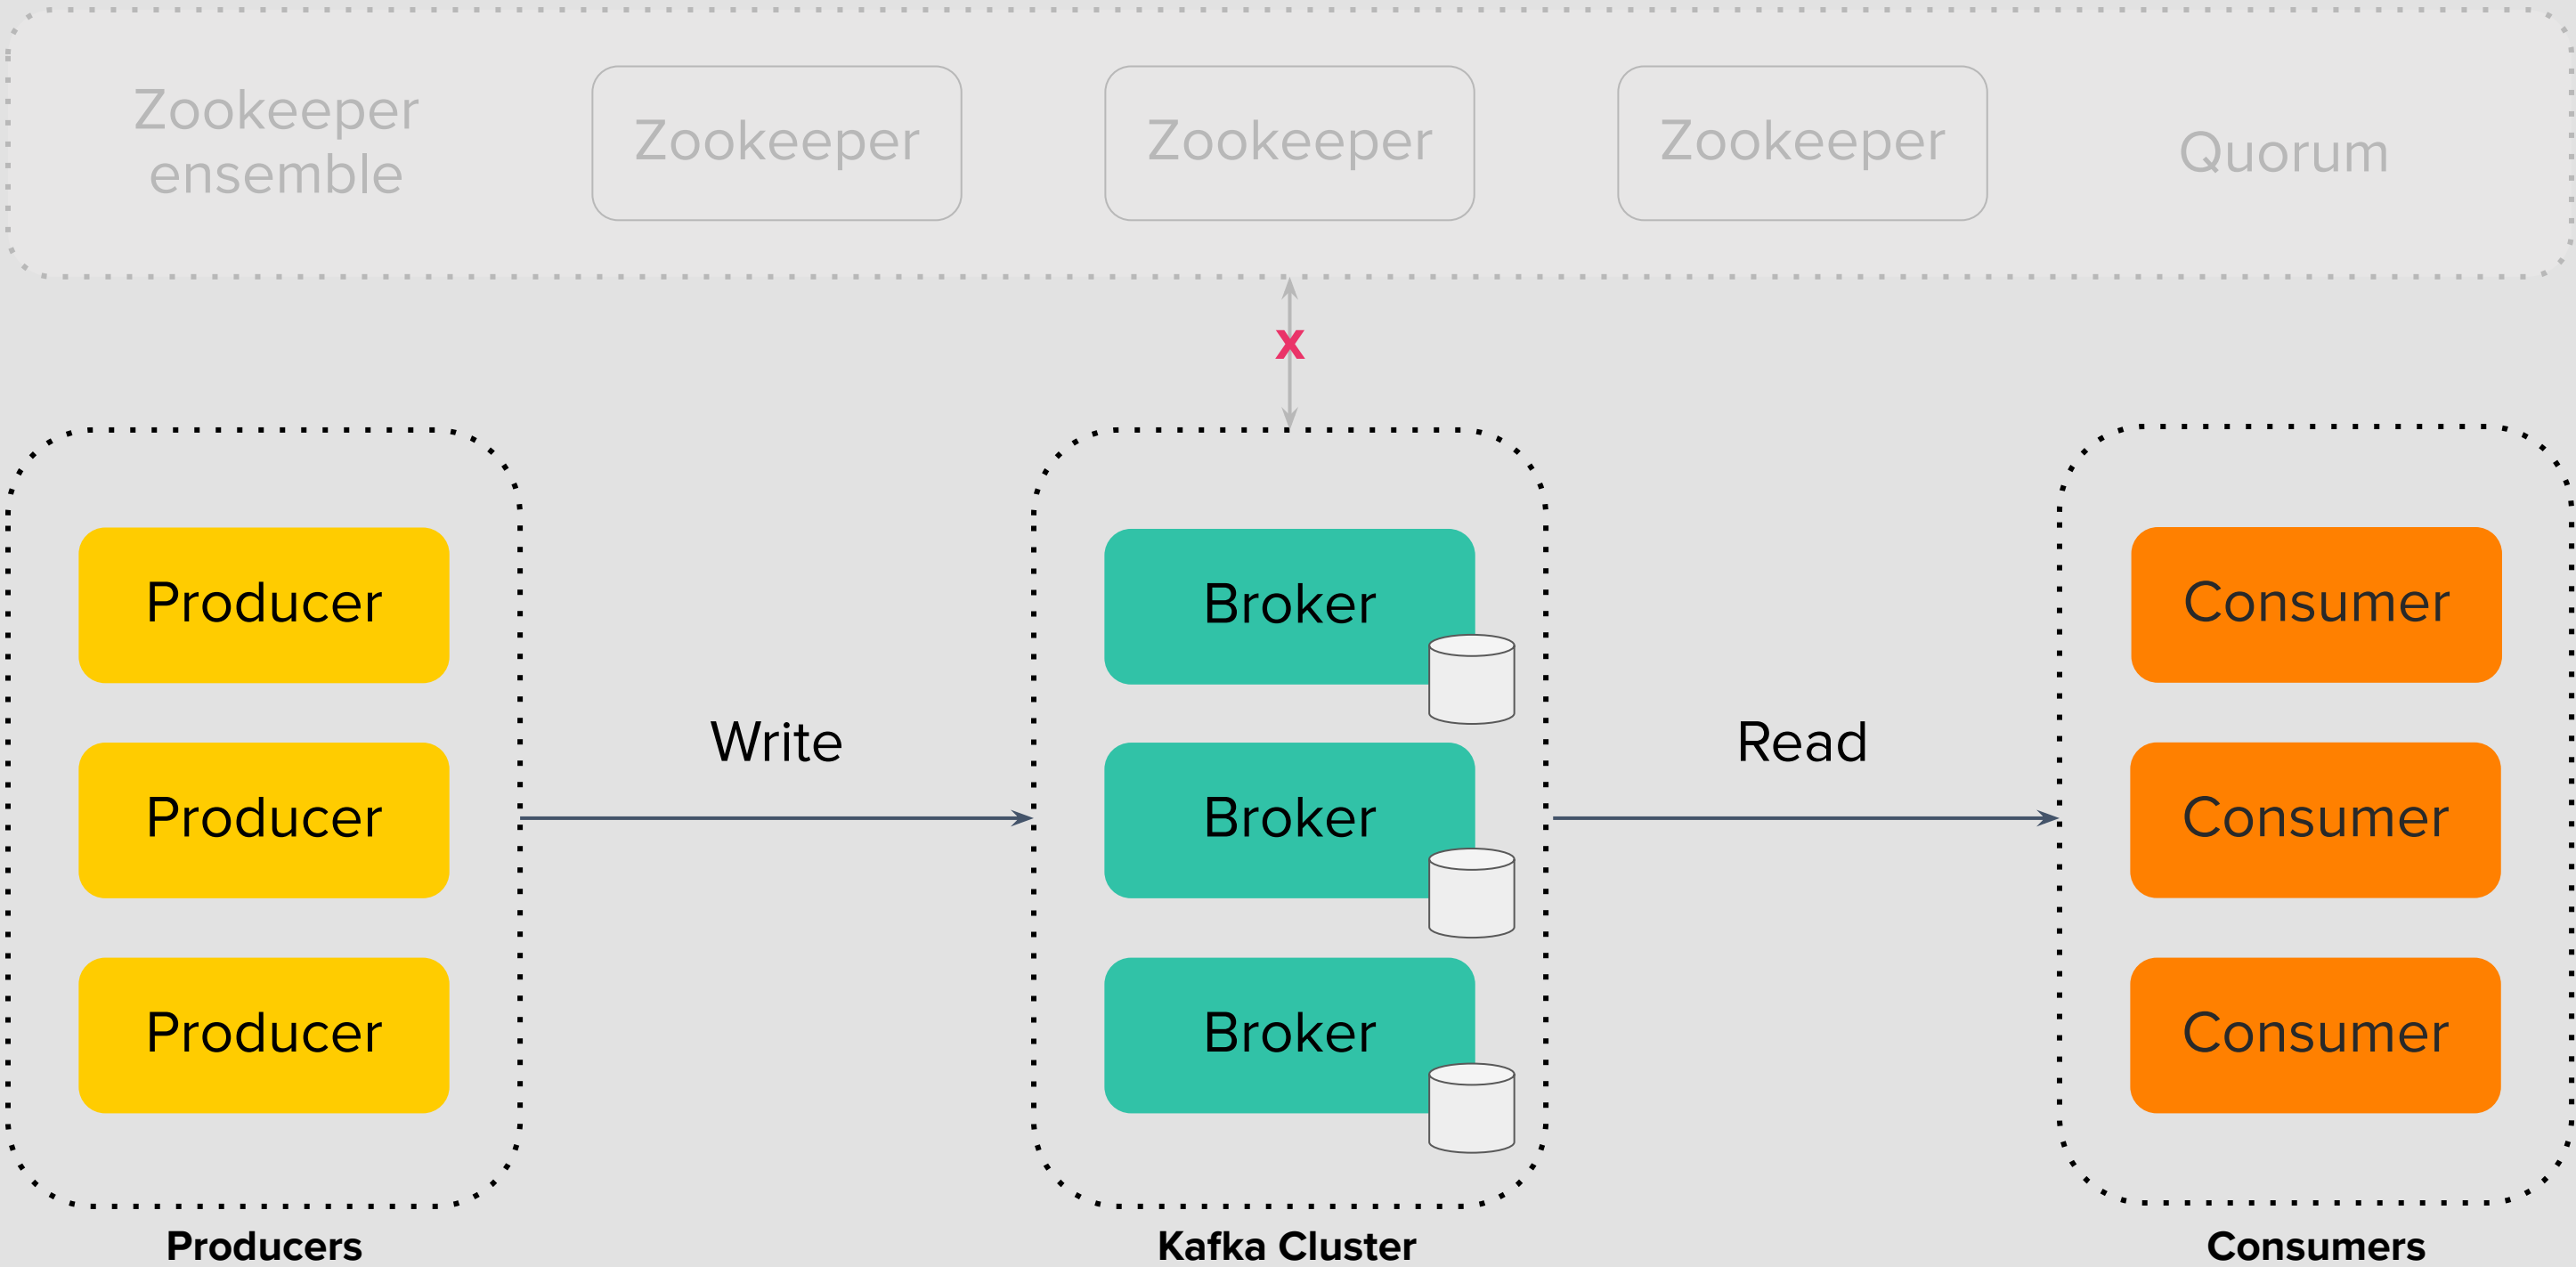 Zookeeper
ensemble
Zookeeper
Zookeeper
Zookeeper
Quorum
x
Producer
Producer
Producer
Producers
Write
Broker
Broker
Broker
Kafka Cluster
Read
Consumer
Consumer
Consumer
Consumers